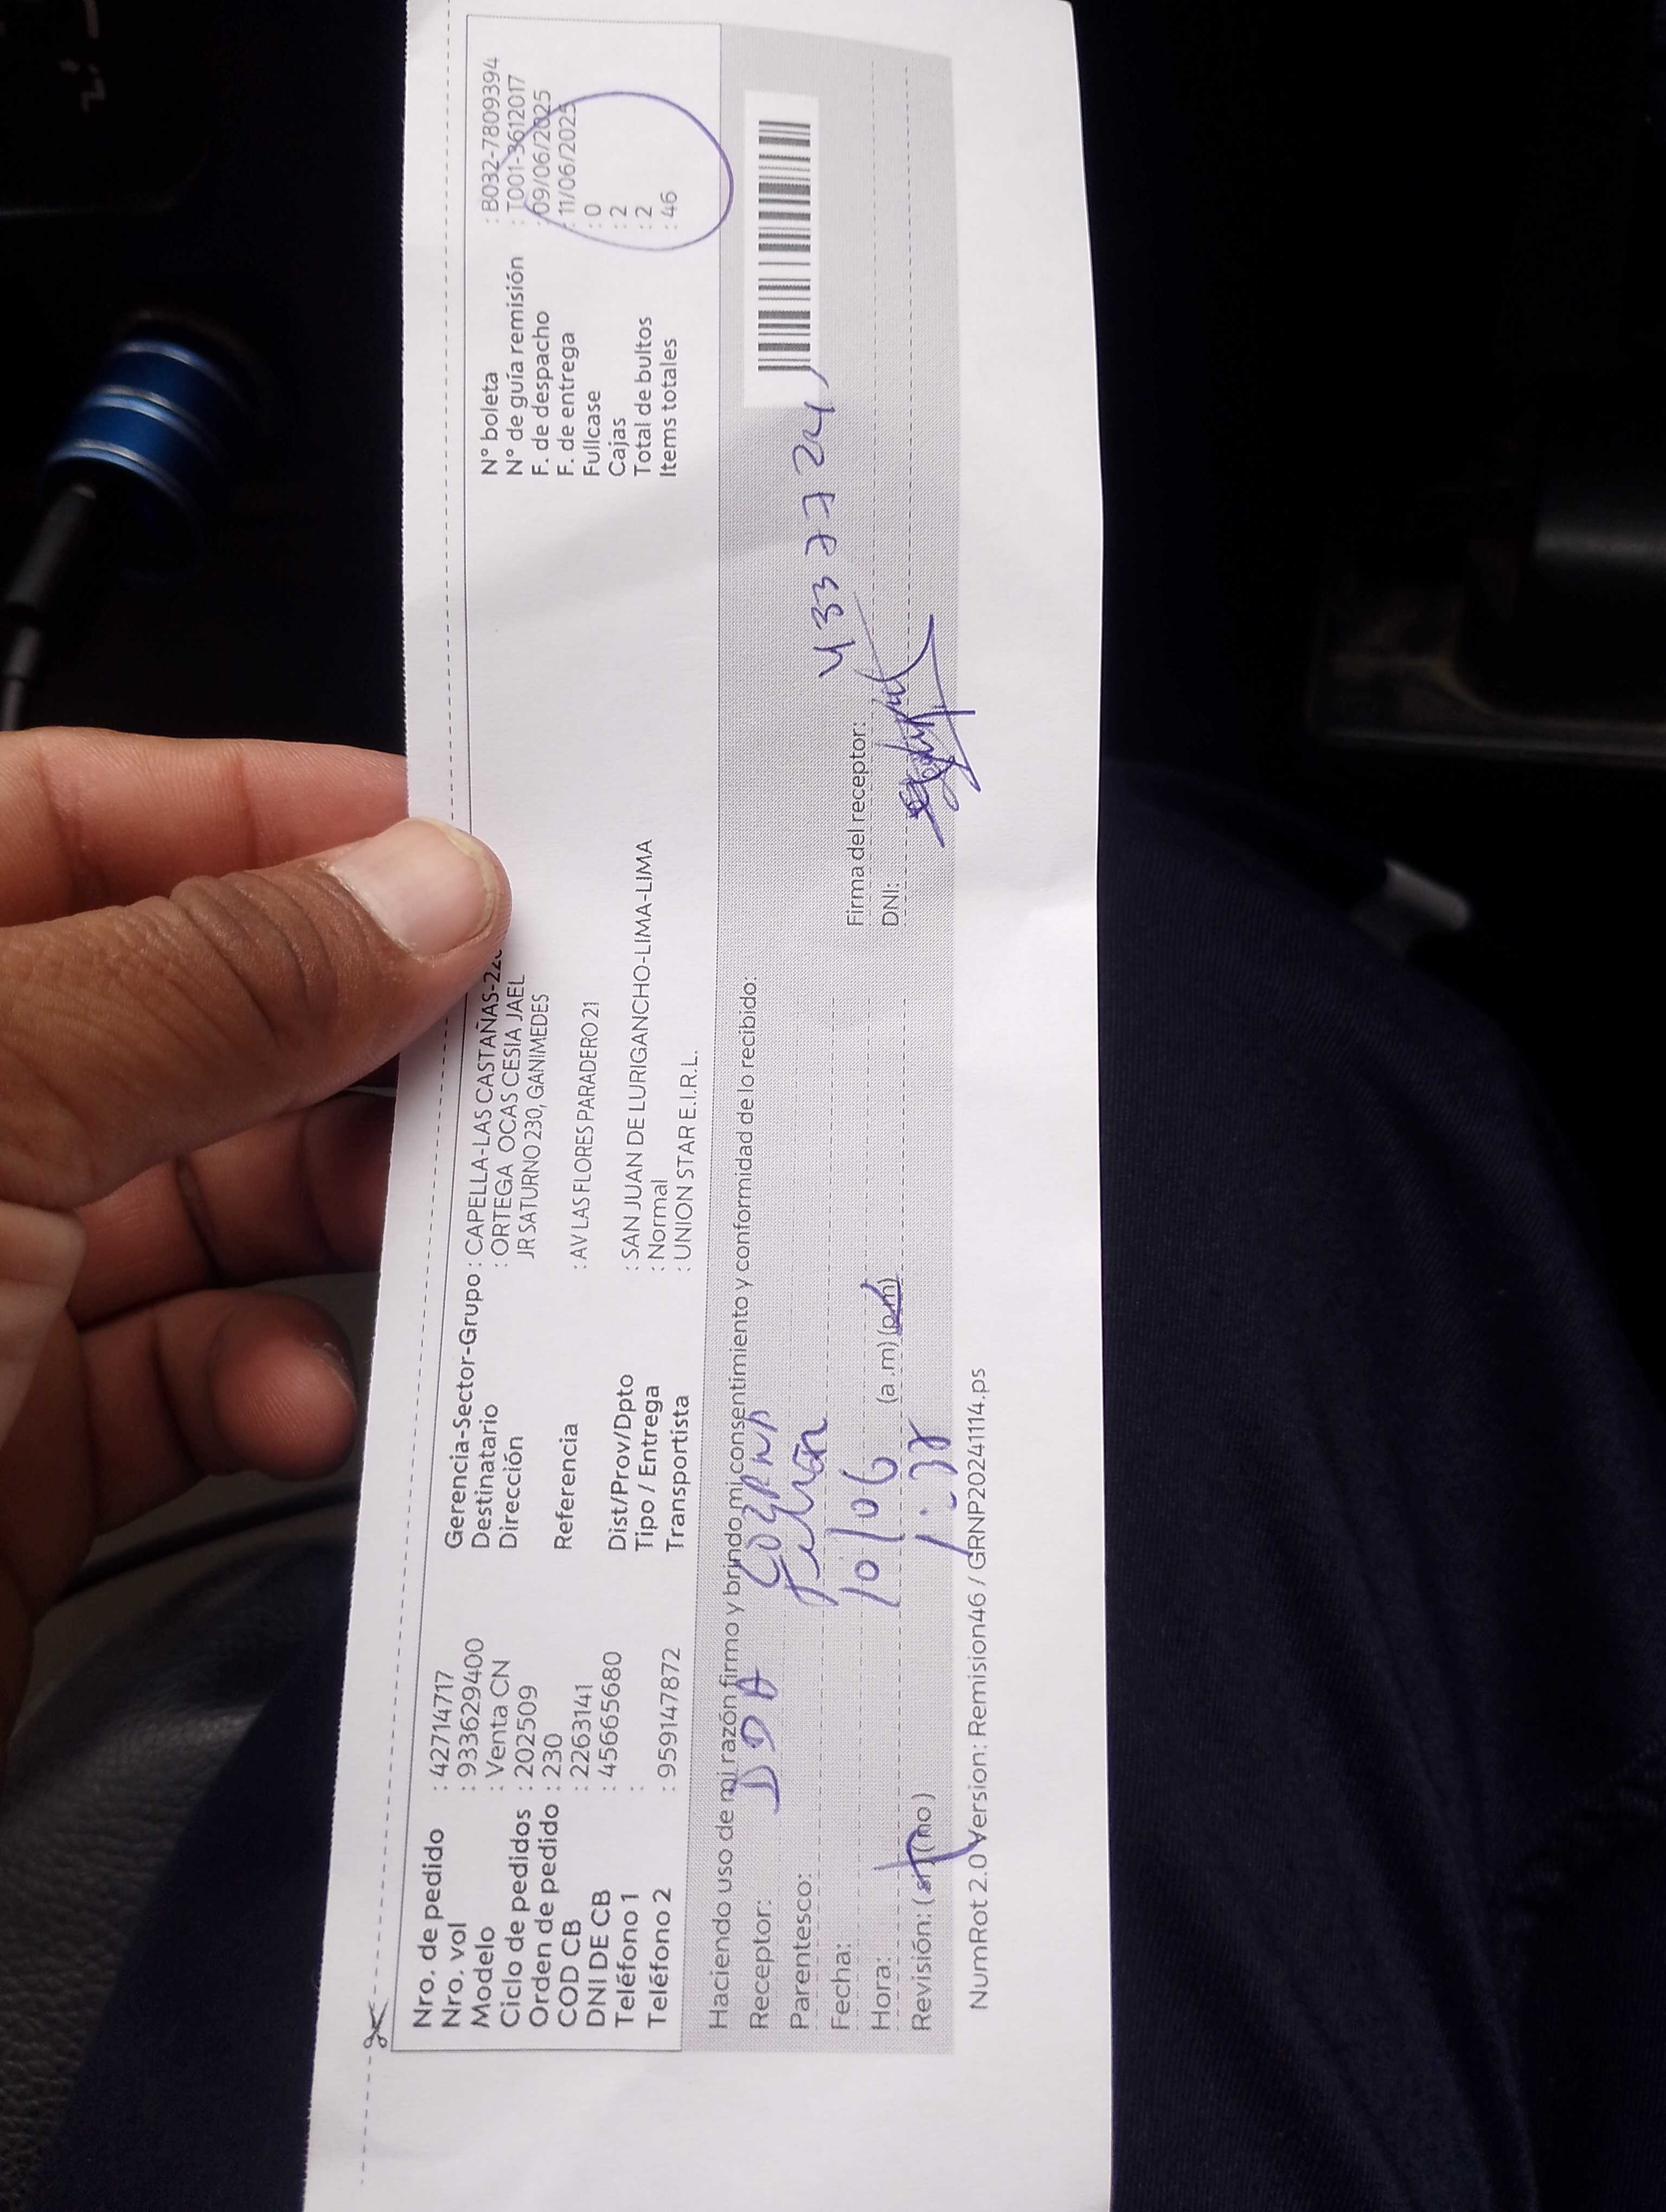 Nro. de pedido : 427147 17
Nro. vol : 933629400
Modelo : Venta CN
Ciclo de pedidos : 202509
Orden de pedido : 230
COD CB : 2263141
DNI DE CB : 45665680
Teléfono 1 :
Teléfono 2 : 959147872
Gerencia-Sector-Grupo : CAPELLA-LAS CASTAÑAS-
Destinatario : ORTEGA OCAS CESIA JAEL
Dirección JR SATURNO 230, GANIMEDES
Referencia : AV LAS FLORES PARADERO 21
Dist/Prov/Dpto : SAN JUAN DE LURIGANCHO-LIMA-LIMA
Tipo / Entrega : Normal
Transportista : UNION STAR E.I.R.L.
N° boleta : B032-7809394
N° de guía remisión : T001-3612017
F. de despacho : 09/06/2025
F. de entrega : 11/06/2025
Fullcase : 0
Cajas : 2
Total de bultos : 2
Items totales : 46
Haciendo uso de mi razón firmo y brindo mi consentimiento y conformidad de lo recibido:
Receptor:
Parentesco:
Fecha: 10/06
Hora: (a.m)(pm)
Revisión: (si)(no)
Firma del receptor:
DNI:
NumRot 2.0 Version: Remision46 / GRNP20241114.ps